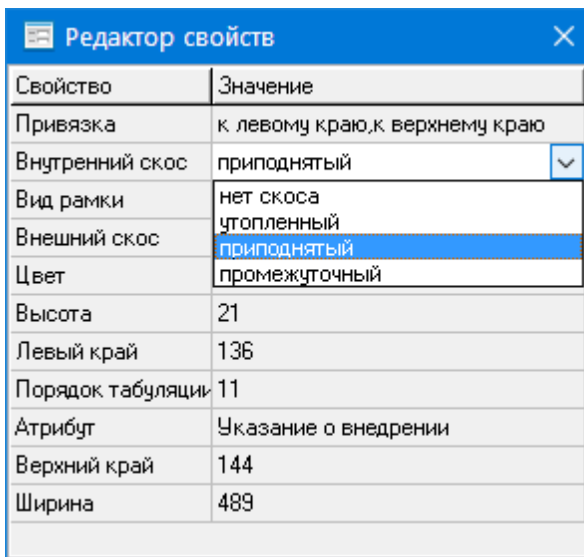 Редактор свойств
Свойство Значение
Привязка к левому краю,к верхнему краю
Внутренний скос приподнятый
Вид рамки нет скоса
утопленный
Внешний скос приподнятый
Цвет промежуточный
Высота 21
Левый край 136
Порядок табуляции 11
Атрибут Указание о внедрении
Верхний край 144
Ширина 489